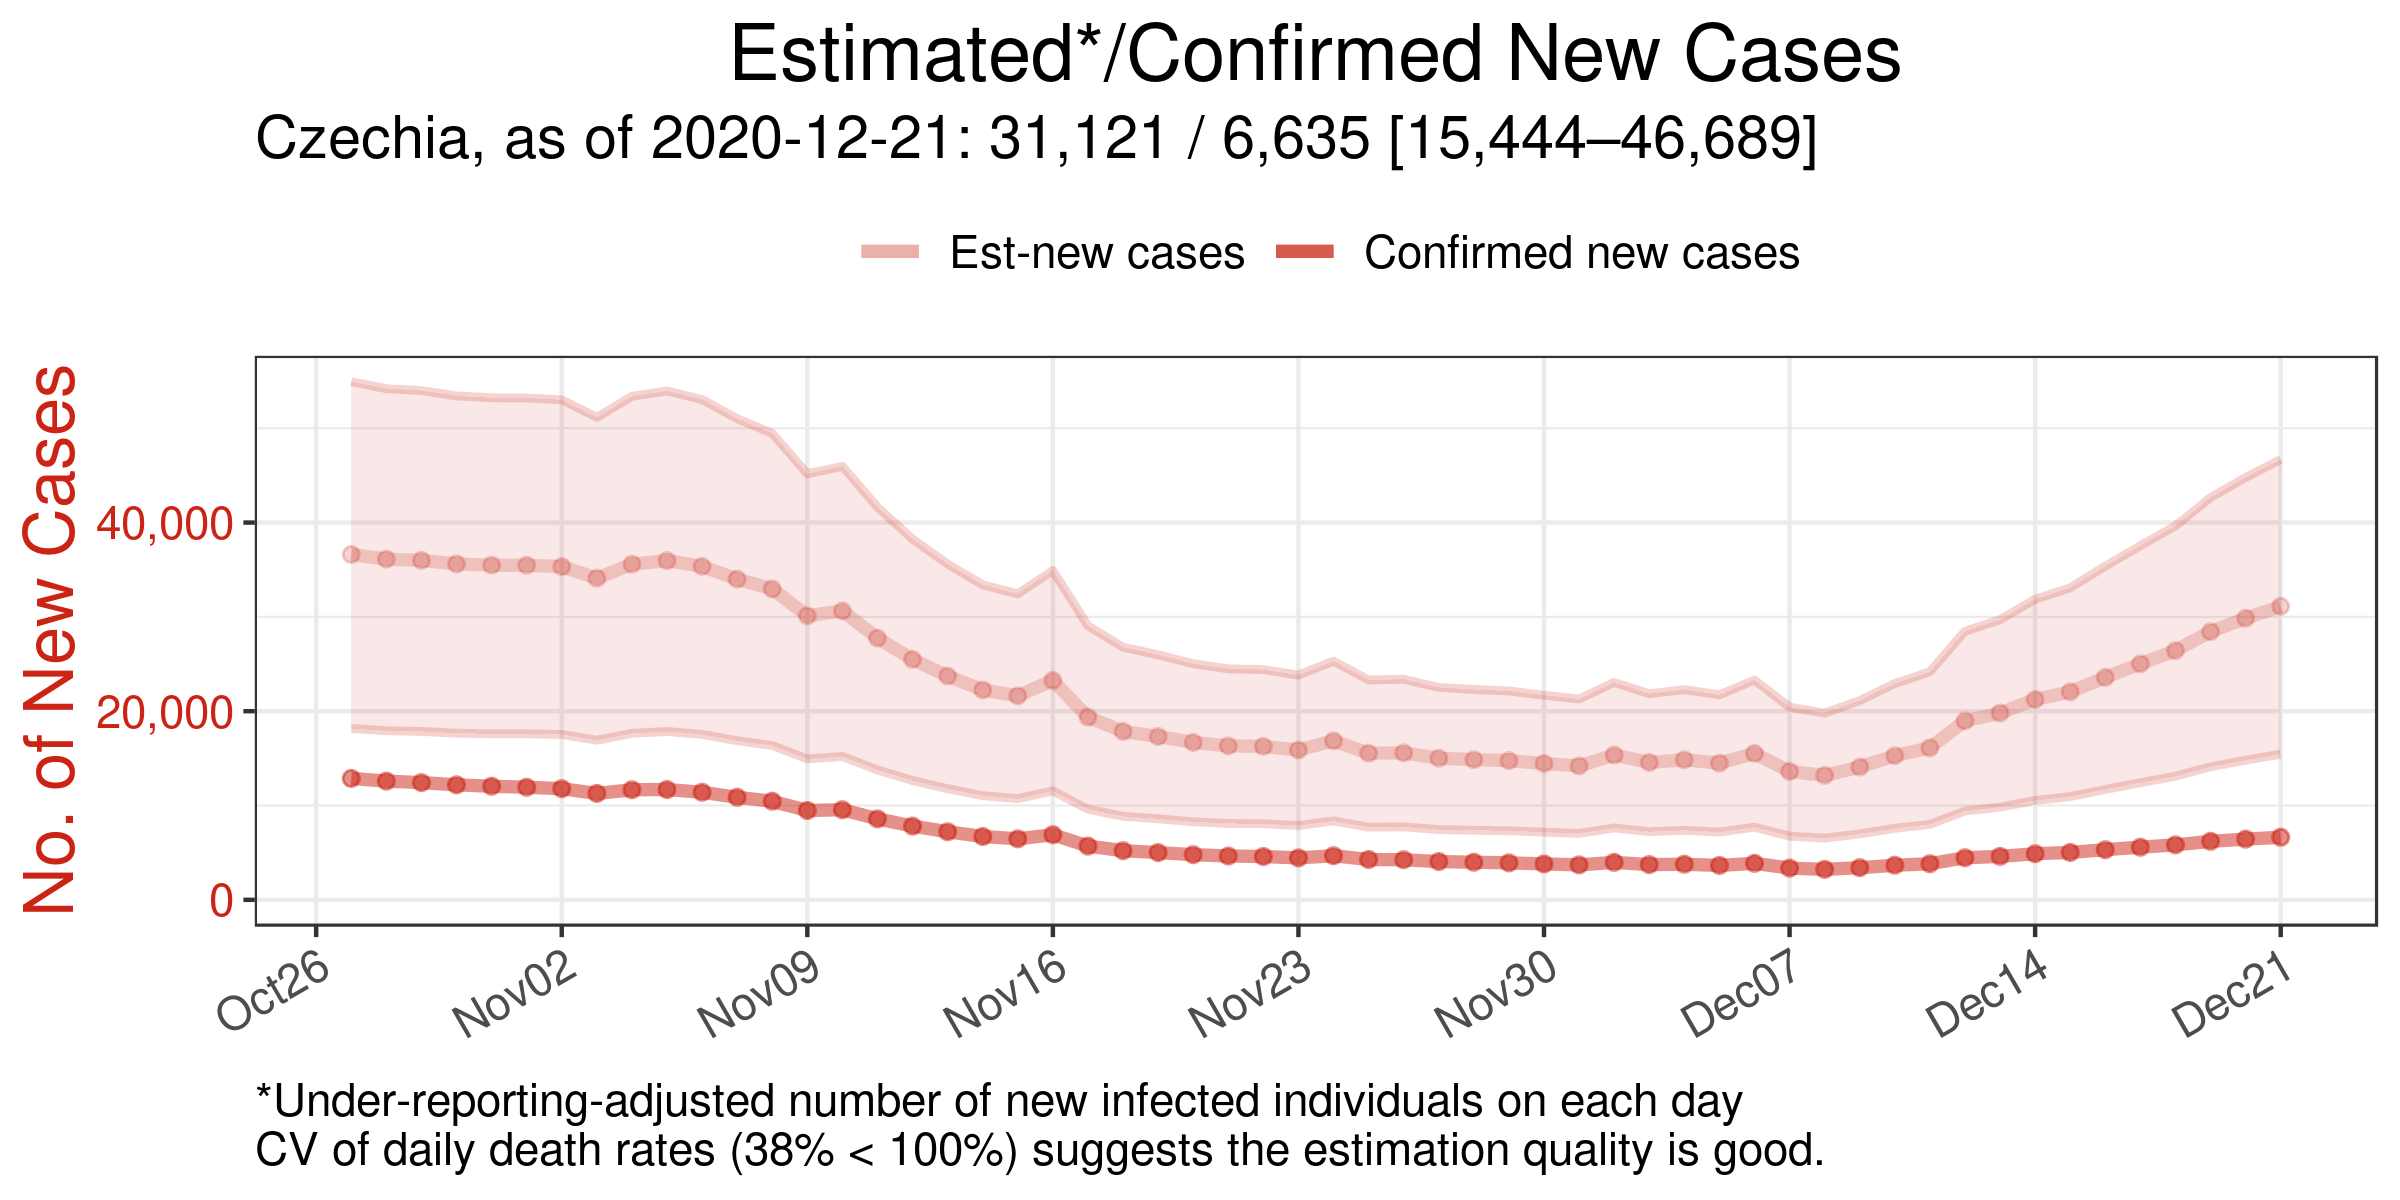 Estimated*/Confirmed New Cases
Czechia, as of 2020-12-21: 31,121 / 6,635 [15,444–46,689]
Est-new cases Confirmed new cases
No. of New Cases
40,000
20,000
0
Oct26 Nov02 Nov09 Nov16 Nov23 Nov30 Dec07 Dec14 Dec21
*Under-reporting-adjusted number of new infected individuals on each day
CV of daily death rates (38% < 100%) suggests the estimation quality is good.